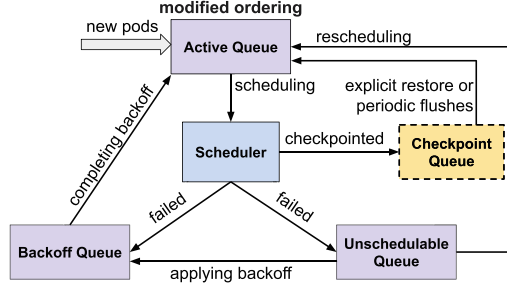 modified ordering
new pods
Active Queue
rescheduling
scheduling
explicit restore or
periodic flushes
completing backoff
Scheduler
checkpointed
Checkpoint
Queue
failed
failed
Backoff Queue
Unschedulable
Queue
applying backoff